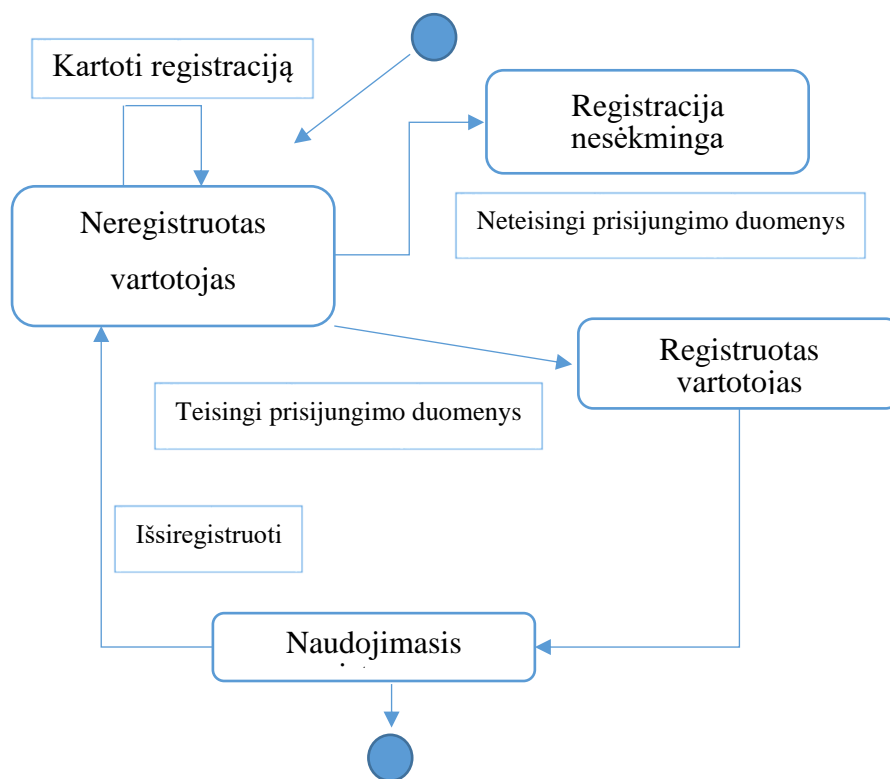 Kartoti registraciją
Registracija
nesėkminga
Neregistruotas
vartotojas
Neteisingi prisijungimo duomenys
Registruotas
vartotojas
Teisingi prisijungimo duomenys
Išsiregistruoti
Naudojimasis